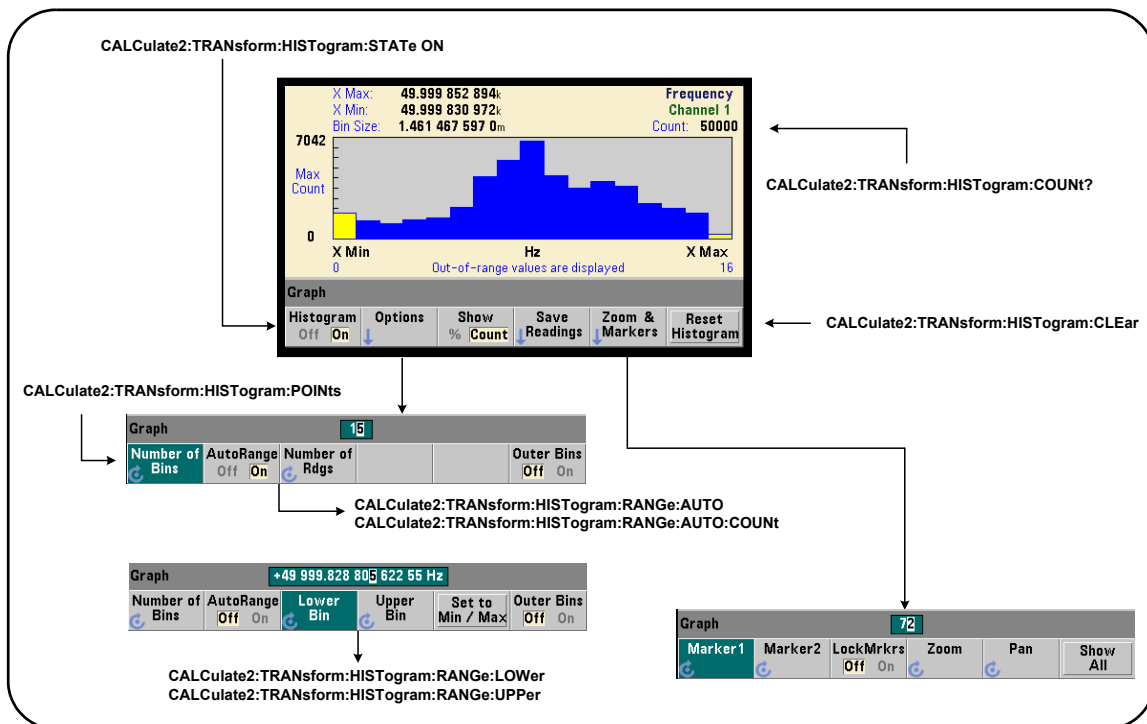 CALCulate2:TRANsform:HISTogram:STATe ON
X Max: 49.999 852 894k Frequency
X Min: 49.999 830 972k Channel 1
Bin Size: 1.461 467 597 0m Count: 50000
7042
Max
Count
0
X Min Hz X Max
0 Out-of-range values are displayed 16
Graph
Histogram Options Show Save Zoom & Reset
Off On % Count Readings Markers Histogram
CALCulate2:TRANsform:HISTogram:COUNt?
CALCulate2:TRANsform:HISTogram:CLEar
CALCulate2:TRANsform:HISTogram:POINts
Graph 15
Number of AutoRange Number of Outer Bins
Bins Off On Rdgs Off On
CALCulate2:TRANsform:HISTogram:RANGe:AUTO
CALCulate2:TRANsform:HISTogram:RANGe:AUTO:COUNt
Graph +49 999.828 805 622 55 Hz
Number of AutoRange Lower Upper Set to Outer Bins
Bins Off On Bin Bin Min / Max Off On
CALCulate2:TRANsform:HISTogram:RANGe:LOWer
CALCulate2:TRANsform:HISTogram:RANGe:UPPer
Graph 72
Marker1 Marker2 LockMrkrs Zoom Pan Show
Off On All